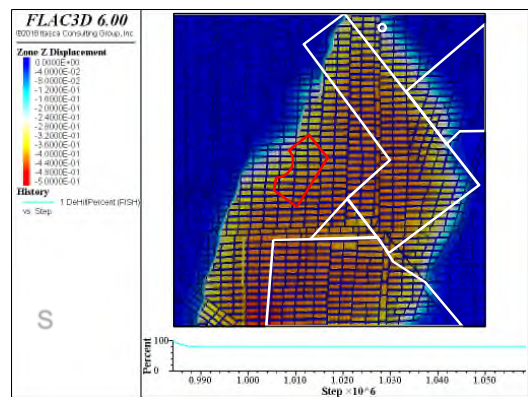 FLAC3D 6.00
©2018 Itasca Consulting Group, Inc.
Zone Z Displacement
0.0000E+00
-4.0000E-02
-8.0000E-02
-1.2000E-01
-1.6000E-01
-2.0000E-01
-2.4000E-01
-2.8000E-01
-3.2000E-01
-3.6000E-01
-4.0000E-01
-4.4000E-01
-4.8000E-01
-5.0000E-01
History
1 DeHitPercent (FISH)
vs. Step
S
100
0
Percent
0.990 1.000 1.010 1.020 1.030 1.040 1.050
Step ×10^6